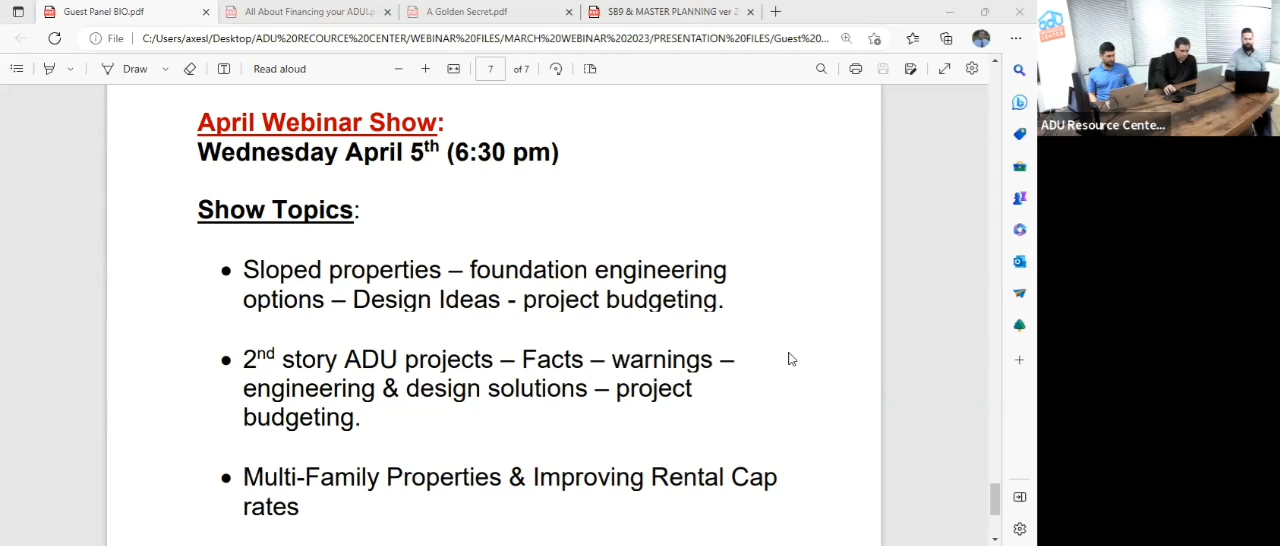 Guest Panel BIO.pdf
All About Financing your ADU!.p
A Golden Secret.pdf
SB9 & MASTER PLANNING ver 2
File
C:/Users/axesl/Desktop/ADU%20RECOURCE%20CENTER/WEBINAR%20FILES/MARCH%20WEBINAR%202023/PRESENTATION%20FILES/Guest%20...
Draw
Read aloud
7
of 7
ADU
CENTER
ADU Resource Cente...
April Webinar Show:
Wednesday April 5th (6:30 pm)
Show Topics:
• Sloped properties – foundation engineering
options – Design Ideas - project budgeting.
• 2nd story ADU projects – Facts – warnings –
engineering & design solutions – project
budgeting.
• Multi-Family Properties & Improving Rental Cap
rates